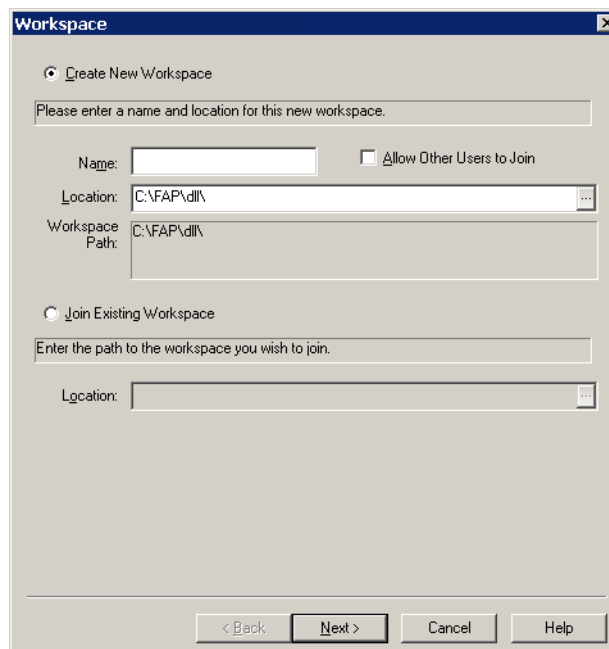 Workspace
Create New Workspace
Please enter a name and location for this new workspace.
Name:
Allow Other Users to Join
Location: C:\FAP\dll\ ...
Workspace Path: C:\FAP\dll\
Join Existing Workspace
Enter the path to the workspace you wish to join.
Location: ...
< Back Next > Cancel Help